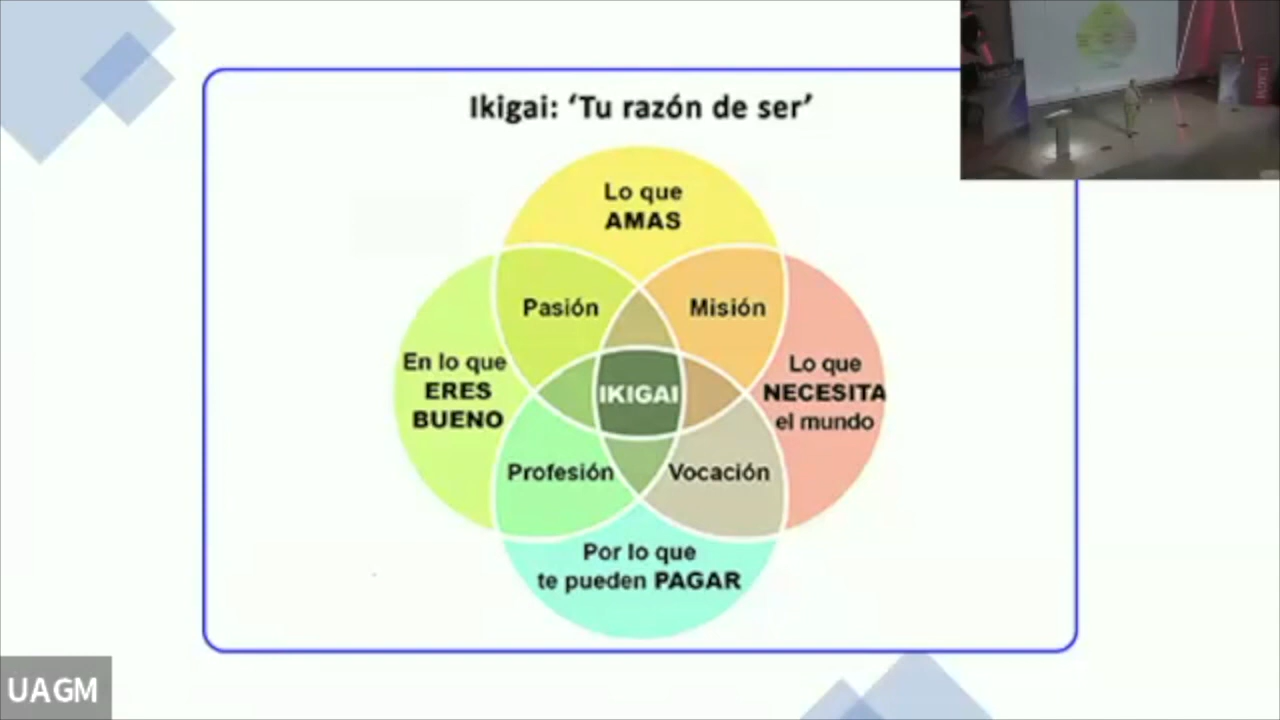 Ikigai: ‘Tu razón de ser’
Lo que
AMAS
Pasión
Misión
En lo que
ERES
BUENO
IKIGAI
Lo que
NECESITA
el mundo
Profesión
Vocación
Por lo que
te pueden PAGAR
UAGM